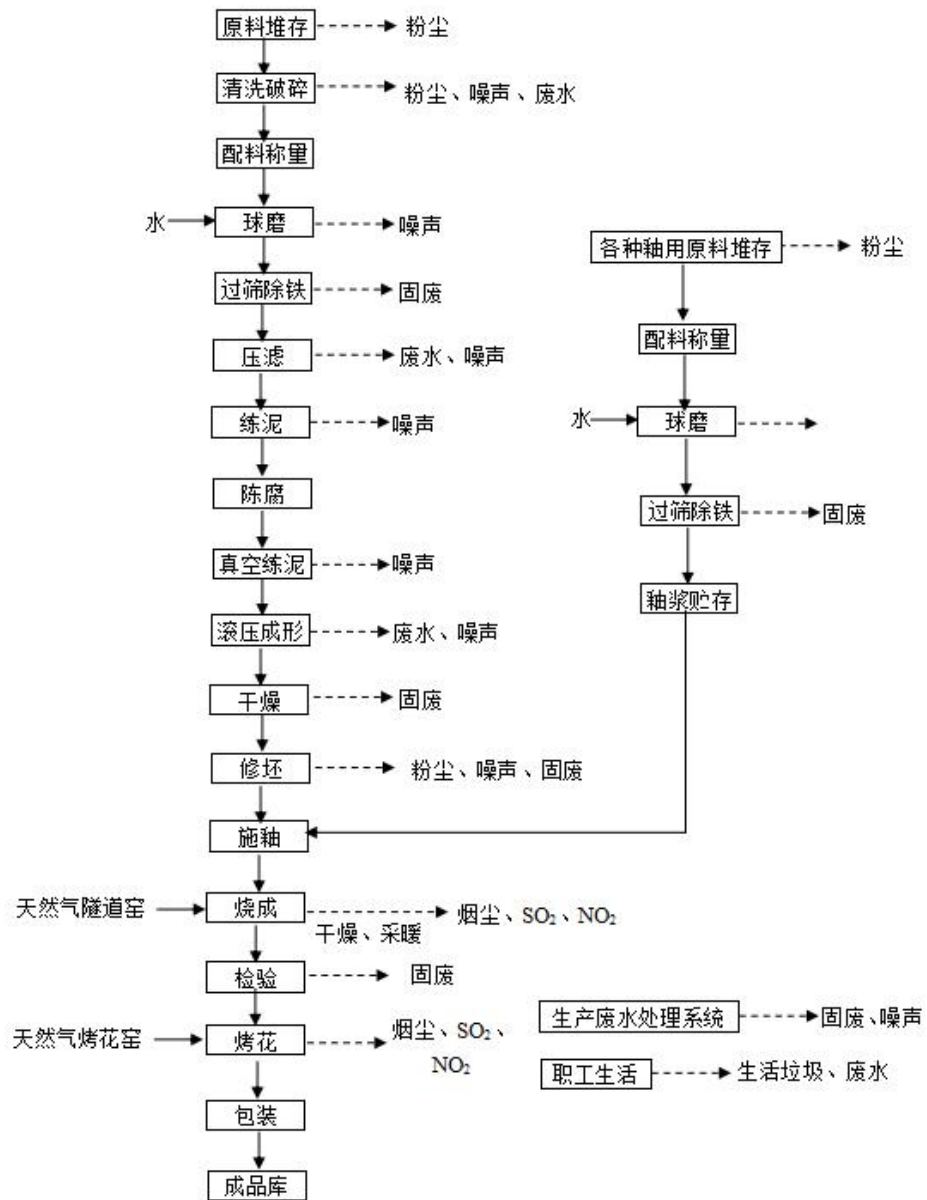 原料堆存
粉尘
清洗破碎
粉尘、噪声、废水
配料称量
水
球磨
噪声
各种釉用原料堆存
粉尘
过筛除铁
固废
配料称量
压滤
废水、噪声
练泥
噪声
水
球磨
陈腐
过筛除铁
固废
真空练泥
噪声
釉浆贮存
滚压成形
废水、噪声
干燥
固废
修坯
粉尘、噪声、固废
施釉
天然气隧道窑
烧成
烟尘、SO₂、NO₂
干燥、采暖
检验
固废
天然气烤花窑
烤花
烟尘、SO₂、
NO₂
生产废水处理系统
固废、噪声
职工生活
生活垃圾、废水
包装
成品库